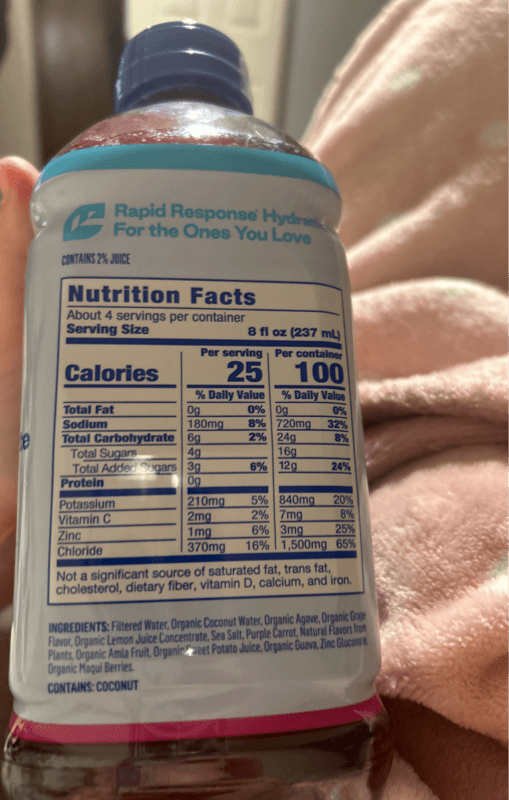 Rapid Response
For the Ones You Love
CONTAINS 2% JUICE
Nutrition Facts
About 4 servings per container
Serving Size 8 fl oz (237 mL)
Per serving Per container
Calories 25 100
% Daily Value % Daily Value
Total Fat 0g 0% 0g 0%
Sodium 180mg 8% 720mg 32%
Total Carbohydrate 6g 2% 24g 8%
Total Sugars 4g 16g
Total Added Sugars 3g 6% 12g 24%
Protein 0g
Potassium 210mg 5% 840mg 20%
Vitamin C 2mg 2% 7mg 8%
Zinc 1mg 6% 3mg 25%
Chloride 370mg 16% 1,500mg 65%
Not a significant source of saturated fat, trans fat,
cholesterol, dietary fiber, vitamin D, calcium, and iron.
INGREDIENTS: Filtered Water, Organic Coconut Water, Organic Agave, Organic Grape
Flavor, Organic Lemon Juice Concentrate, Sea Salt, Purple Carrot, Natural Flavors from
Plants, Organic Amla Fruit, Organic Sweet Potato Juice, Organic Guava, Zinc Gluconate,
Organic Maqui Berries.
CONTAINS: COCONUT